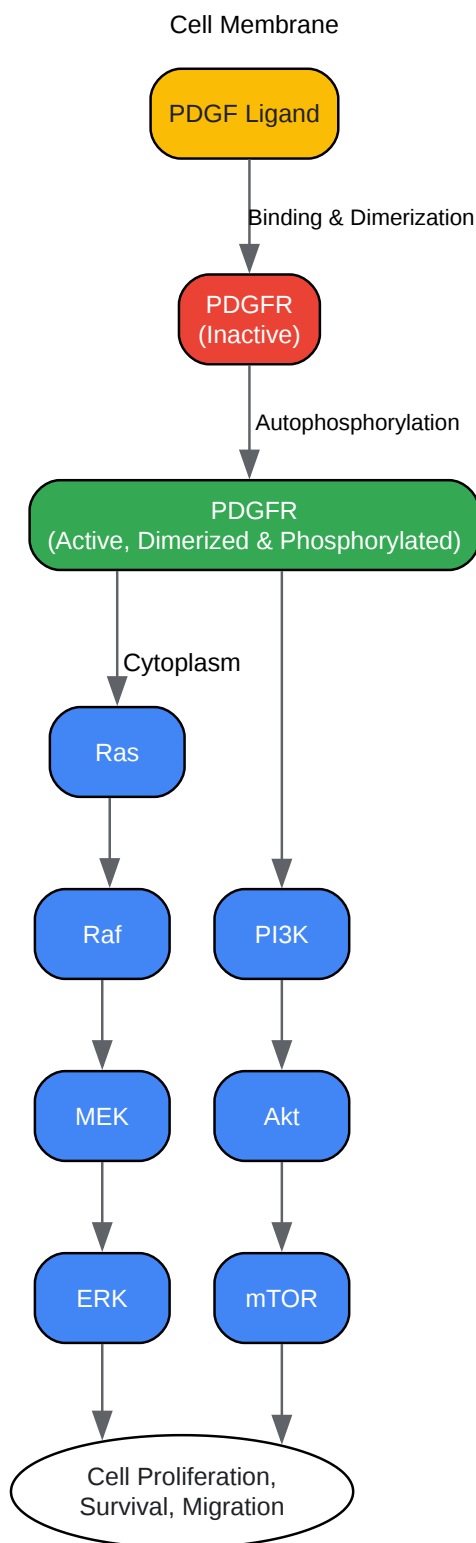 Cell Membrane
PDGF Ligand
Binding & Dimerization
PDGFR
(Inactive)
Autophosphorylation
PDGFR
(Active, Dimerized & Phosphorylated)
Cytoplasm
Ras
Raf
PI3K
MEK
Akt
ERK
mTOR
Cell Proliferation,
Survival, Migration